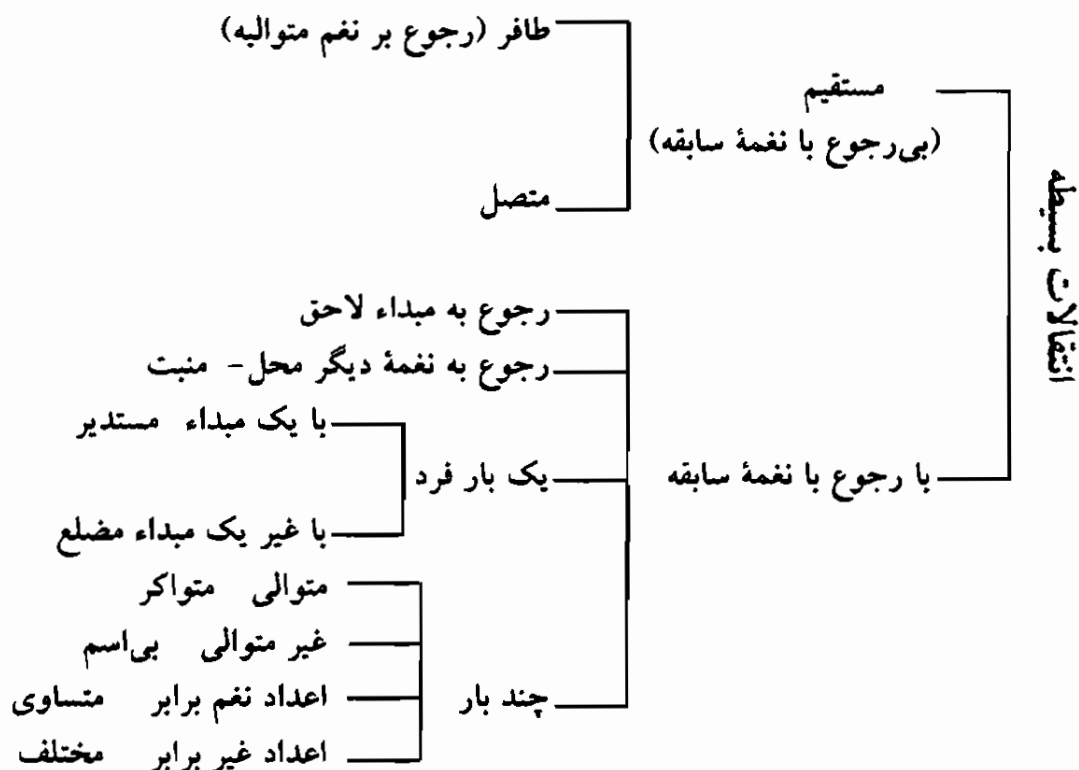 انتقالات بسیطه
مستقیم
(بی‌رجوع با نغمهٔ سابقه)
طافر (رجوع بر نغم متوالیه)
متصل
با رجوع با نغمهٔ سابقه
رجوع به مبداء لاحق
رجوع به نغمهٔ دیگر محل- منبت
یک بار فرد
با یک مبداء مستدیر
با غیر یک مبداء مضلع
چند بار
متوالی متواکر
غیر متوالی بی‌اسم
اعداد نغم برابر متساوی
اعداد غیر برابر مختلف